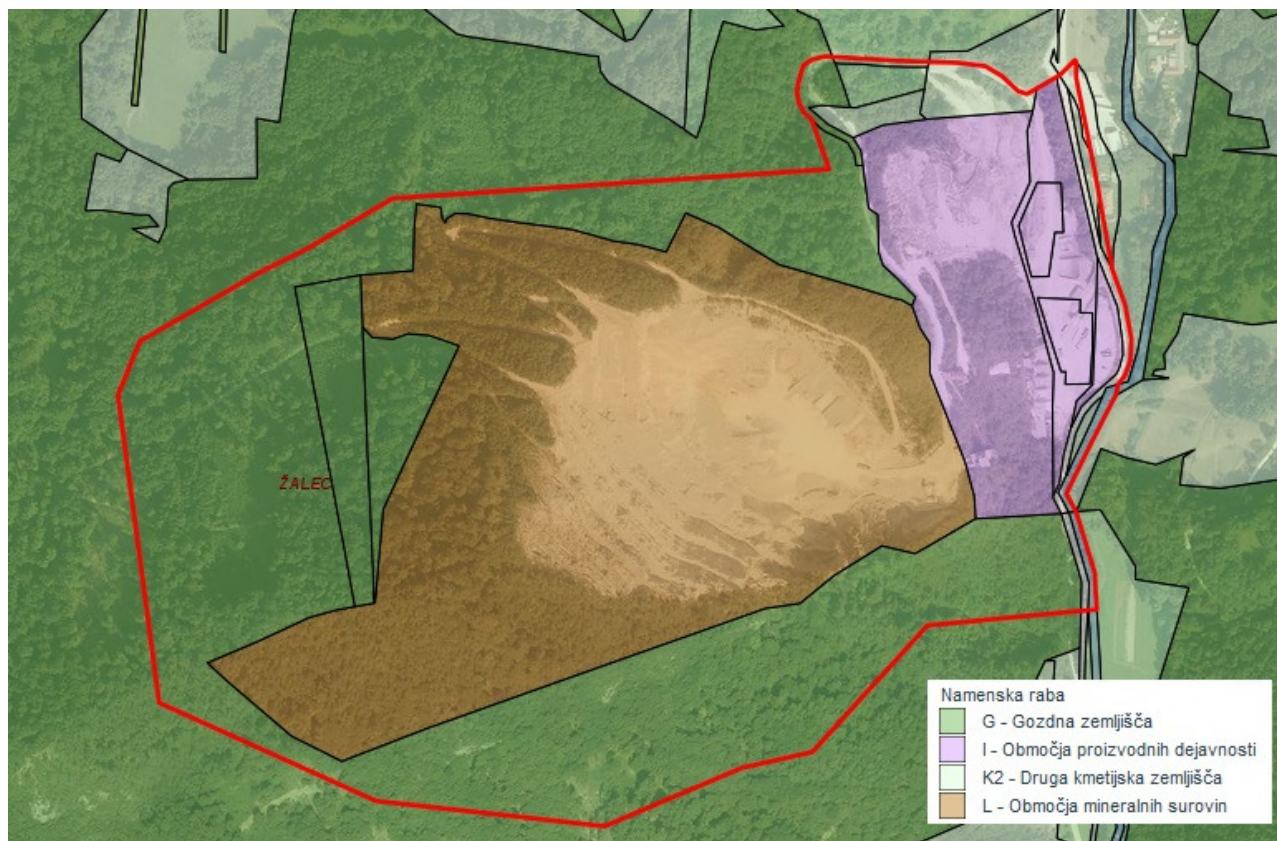 ŽALEC
Namenska raba
G - Gozdna zemljišča
I - Območja proizvodnih dejavnosti
K2 - Druga kmetijska zemljišča
L - Območja mineralnih surovin